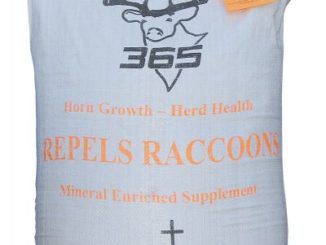 365
Horn Growth – Herd Health
REPELS RACCOONS
Mineral Enriched Supplement